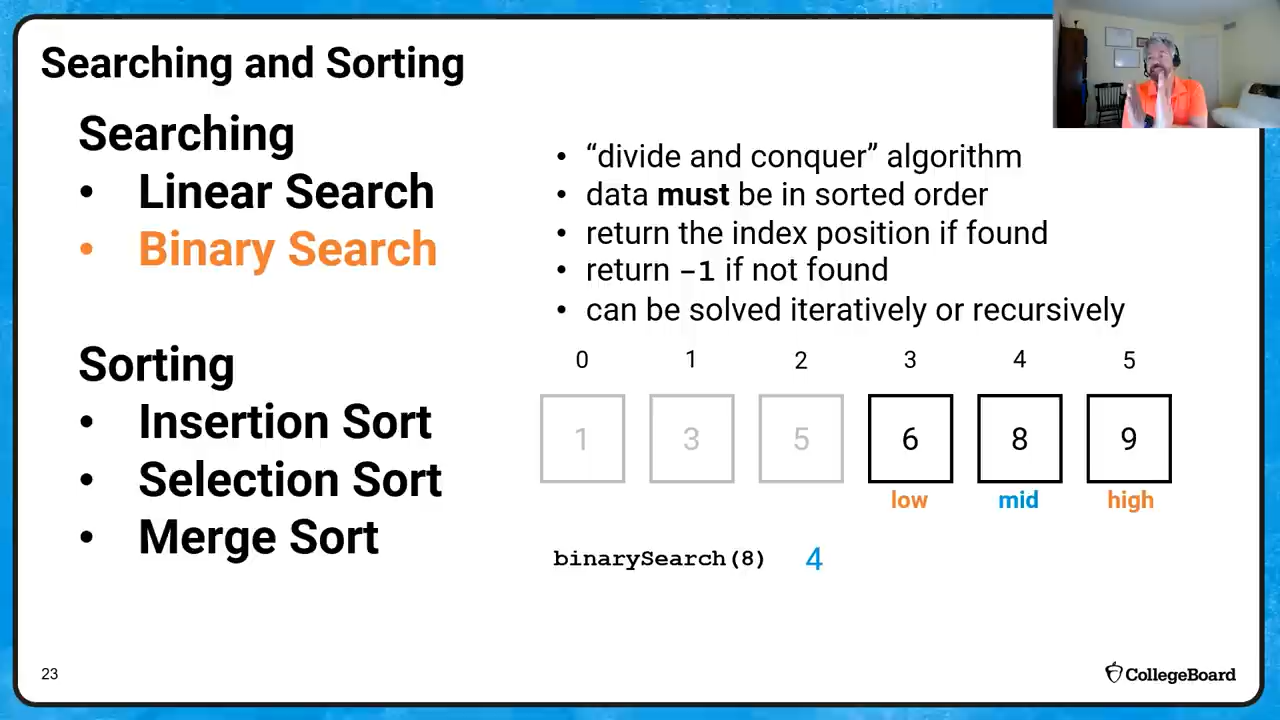 Searching and Sorting
Searching
• Linear Search
• Binary Search
Sorting
• Insertion Sort
• Selection Sort
• Merge Sort
• “divide and conquer” algorithm
• data must be in sorted order
• return the index position if found
• return -1 if not found
• can be solved iteratively or recursively
0 1 2 3 4 5
1 3 5 6 8 9
low mid high
binarySearch(8) 4
23
CollegeBoard